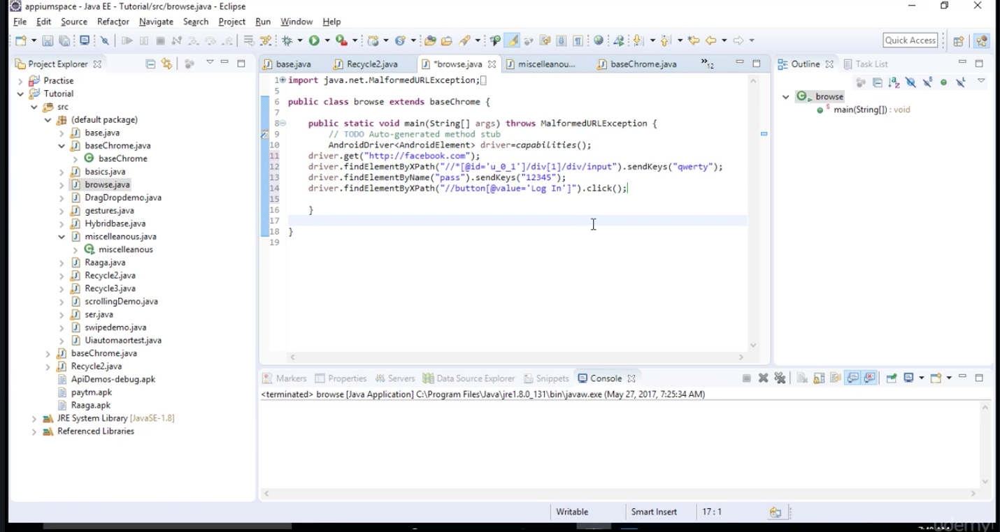 appiumspace - Java EE - Tutorial/src/browse.java - Eclipse
File Edit Source Refactor Navigate Search Project Run Window Help
Quick Access
Project Explorer
Practise
Tutorial
src
(default package)
base.java
baseChrome.java
baseChrome
basics.java
browse.java
DragDropdemo.java
gestures.java
Hybridbase.java
miscelleanous.java
miscelleanous
Raaga.java
Recycle2.java
Recycle3.java
scrollingDemo.java
ser.java
swipedemo.java
Uiautomaortest.java
baseChrome.java
Recycle2.java
ApiDemos-debug.apk
paytm.apk
Raaga.apk
JRE System Library [JavaSE-1.8]
Referenced Libraries
base.java Recycle2.java *browse.java miscelleanou... baseChrome.java »12
1 import java.net.MalformedURLException;
5
6 public class browse extends baseChrome {
7
8 public static void main(String[] args) throws MalformedURLException {
9 // TODO Auto-generated method stub
10 AndroidDriver<AndroidElement> driver=capabilities();
11 driver.get("http://facebook.com");
12 driver.findElementByXPath("//*[@id='u_0_1']/div[1]/div/input").sendKeys("qwerty");
13 driver.findElementByName("pass").sendKeys("12345");
14 driver.findElementByXPath("//button[@value='Log In']").click();
15
16 }
17
18 }
19
Outline Task List
browse
main(String[]) : void
Markers Properties Servers Data Source Explorer Snippets Console
<terminated> browse [Java Application] C:\Program Files\Java\jre1.8.0_131\bin\javaw.exe (May 27, 2017, 7:25:34 AM)
Writable Smart Insert 17 : 1
udemy